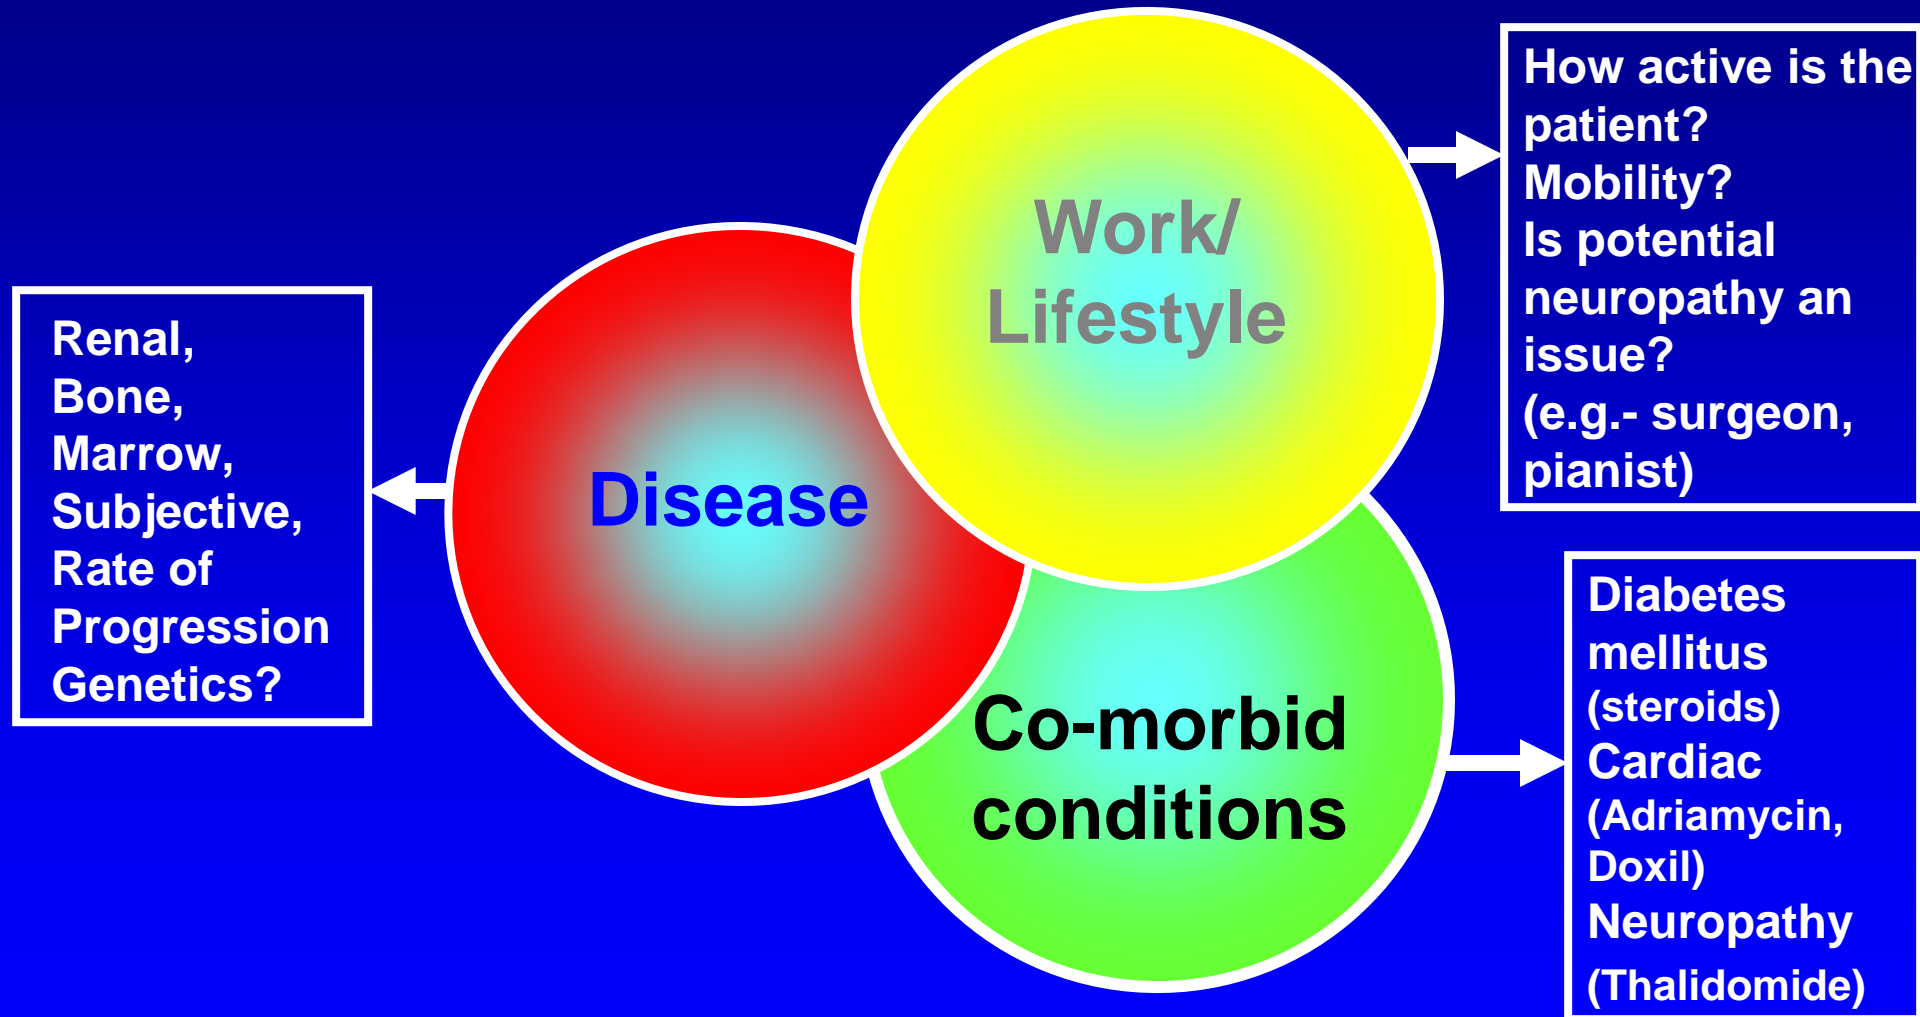 Work/
Lifestyle
How active is the
patient?
Mobility?
Is potential
neuropathy an
issue?
(e.g.- surgeon,
pianist)
Disease
Renal,
Bone,
Marrow,
Subjective,
Rate of
Progression
Genetics?
Co-morbid
conditions
Diabetes
mellitus
(steroids)
Cardiac
(Adriamycin,
Doxil)
Neuropathy
(Thalidomide)